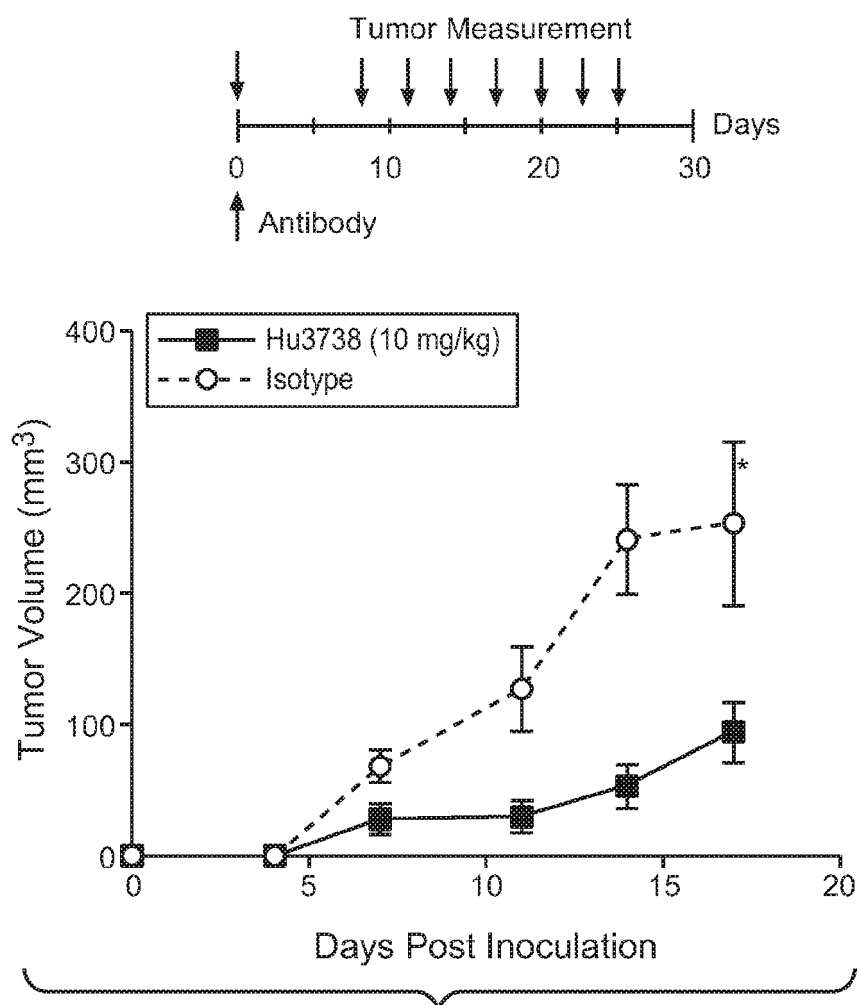 Tumor Measurement
Days
0 10 20 30
Antibody
400
300
200
100
0
Hu3738 (10 mg/kg)
Isotype
*
Tumor Volume (mm³)
0 5 10 15 20
Days Post Inoculation